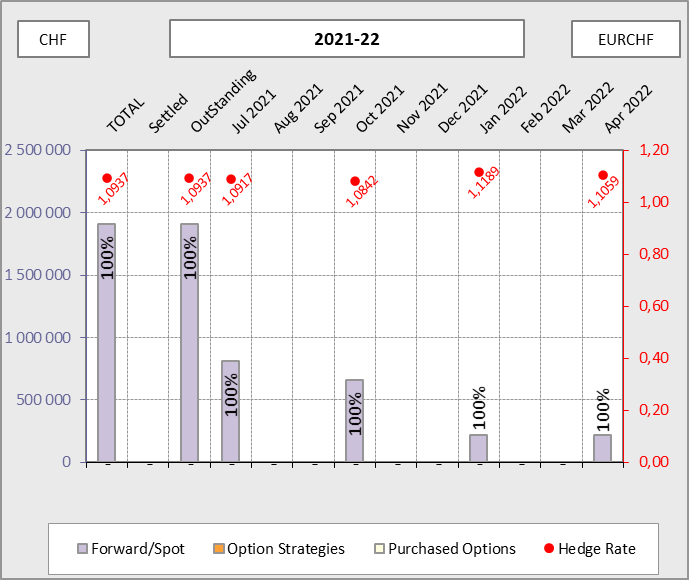 CHF
2021-22
EURCHF
TOTAL
Settled
OutStanding
Jul 2021
Aug 2021
Sep 2021
Oct 2021
Nov 2021
Dec 2021
Jan 2022
Feb 2022
Mar 2022
Apr 2022
2 500 000
2 000 000
1 500 000
1 000 000
500 000
0
1,20
1,00
0,80
0,60
0,40
0,20
0,00
1,0937
1,0937
1,0917
1,0842
1,1189
1,1059
100%
100%
100%
100%
100%
100%
- - - - - - - - - - - - -
Forward/Spot
Option Strategies
Purchased Options
Hedge Rate